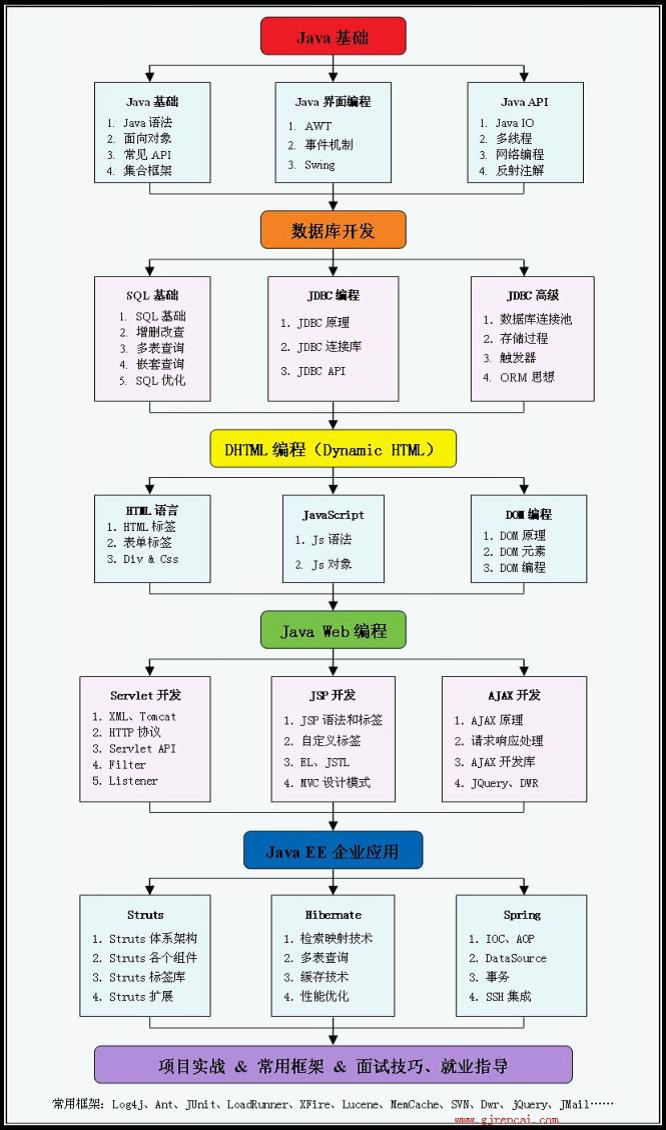 Java 基础
Java 基础
1. Java 语法
2. 面向对象
3. 常见 API
4. 集合框架
Java 界面编程
1. AWT
2. 事件机制
3. Swing
Java API
1. Java IO
2. 多线程
3. 网络编程
4. 反射注解
数据库开发
SQL 基础
1. SQL 基础
2. 增删改查
3. 多表查询
4. 嵌套查询
5. SQL 优化
JDBC 编程
1. JDBC 原理
2. JDBC 连接库
3. JDBC API
JDBC 高级
1. 数据库连接池
2. 存储过程
3. 触发器
4. ORM 思想
DHTML 编程（Dynamic HTML）
HTML 语言
1. HTML 标签
2. 表单标签
3. Div & Css
JavaScript
1. Js 语法
2. Js 对象
DOM 编程
1. DOM 原理
2. DOM 元素
3. DOM 编程
Java Web 编程
Servlet 开发
1. XML、Tomcat
2. HTTP 协议
3. Servlet API
4. Filter
5. Listener
JSP 开发
1. JSP 语法和标签
2. 自定义标签
3. EL、JSTL
4. MVC 设计模式
AJAX 开发
1. AJAX 原理
2. 请求响应处理
3. AJAX 开发库
4. JQuery、DWR
Java EE 企业应用
Struts
1. Struts 体系架构
2. Struts 各个组件
3. Struts 标签库
4. Struts 扩展
Hibernate
1. 检索映射技术
2. 多表查询
3. 缓存技术
4. 性能优化
Spring
1. IOC、AOP
2. DataSource
3. 事务
4. SSH 集成
项目实战 & 常用框架 & 面试技巧、就业指导
常用框架：Log4j、Ant、JUnit、LoadRunner、XFire、Lucene、MemCache、SVN、Dwr、jQuery、JMail……
www.gjrencai.com